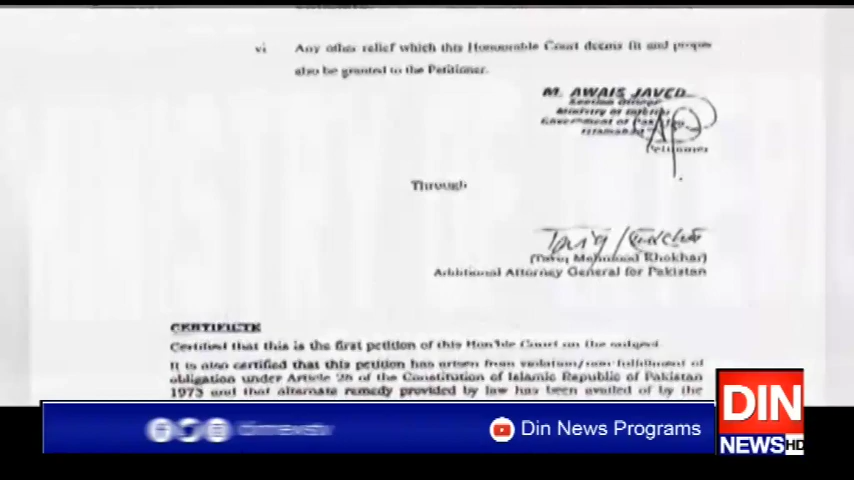 vi Any other relief which this Honourable Court deems fit and proper
also be granted to the Petitioner.
M. AWAIS JAVED
Section Officer
Ministry of Interior
Government of Pakistan
Islamabad
Petitioner
Through
(Tariq Mehmood Khokhar)
Additional Attorney General for Pakistan
CERTIFICATE
Certified that this is the first petition of this Hon'ble Court on the subject.
It is also certified that this petition has arisen from violation/non-fulfillment of
obligation under Article of the Constitution of Islamic Republic of Pakistan
1973 and that alternate remedy provided by law has been availed of by the
dinnewstv
Din News Programs
DIN
NEWS HD